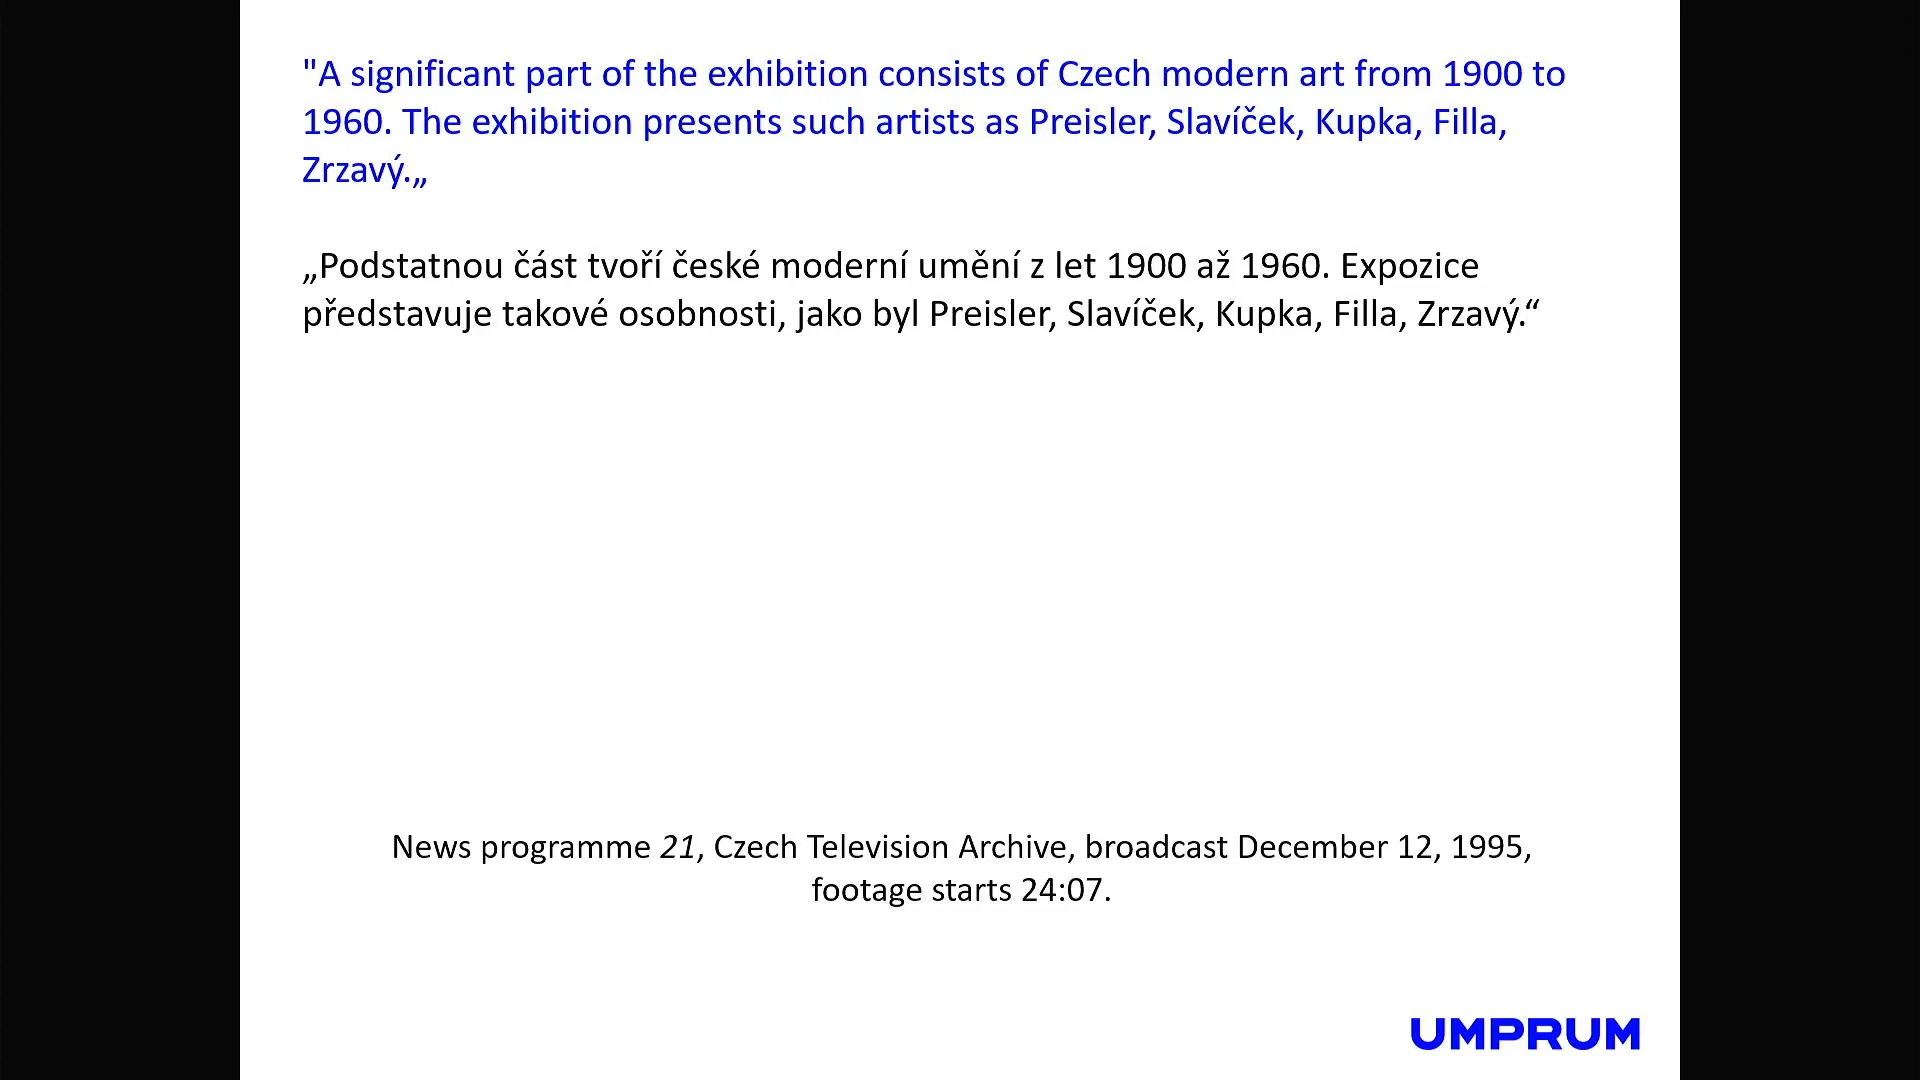 "A significant part of the exhibition consists of Czech modern art from 1900 to
1960. The exhibition presents such artists as Preisler, Slavíček, Kupka, Filla,
Zrzavý.„
„Podstatnou část tvoří české moderní umění z let 1900 až 1960. Expozice
představuje takové osobnosti, jako byl Preisler, Slavíček, Kupka, Filla, Zrzavý.“
News programme 21, Czech Television Archive, broadcast December 12, 1995,
footage starts 24:07.
UMPRUM